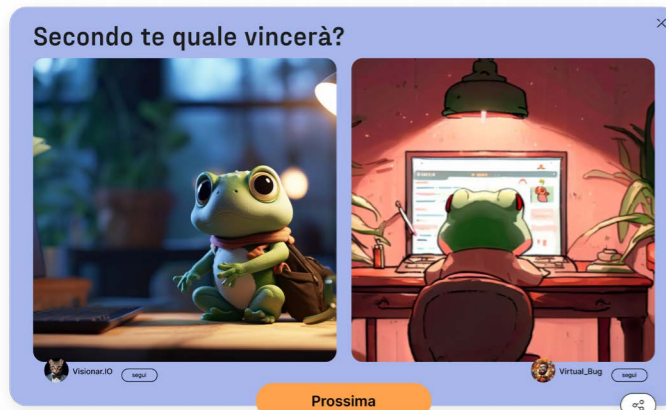 Secondo te quale vincerà?
Visionar.IO segui
Virtual_Bug segui
Prossima